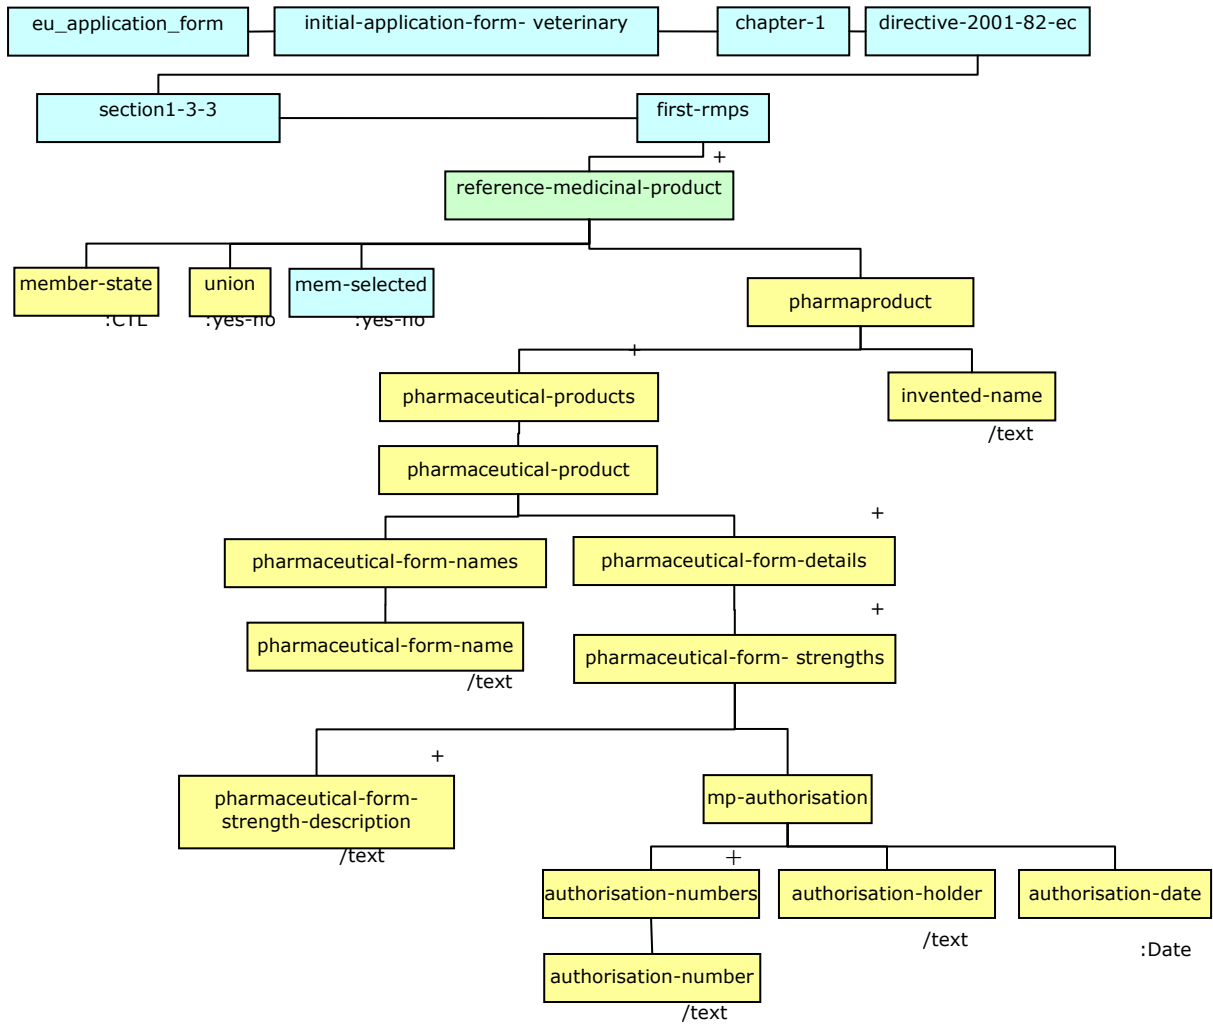 eu_application_form
initial-application-form- veterinary
chapter-1
directive-2001-82-ec
section1-3-3
first-rmps
+
reference-medicinal-product
member-state
union
mem-selected
:CTL
:yes-no
:yes-no
pharmaproduct
+
pharmaceutical-products
invented-name
/text
pharmaceutical-product
+
pharmaceutical-form-names
pharmaceutical-form-details
+
pharmaceutical-form-name
pharmaceutical-form- strengths
/text
+
pharmaceutical-form-
strength-description
mp-authorisation
/text
+
authorisation-numbers
authorisation-holder
authorisation-date
/text
:Date
authorisation-number
/text